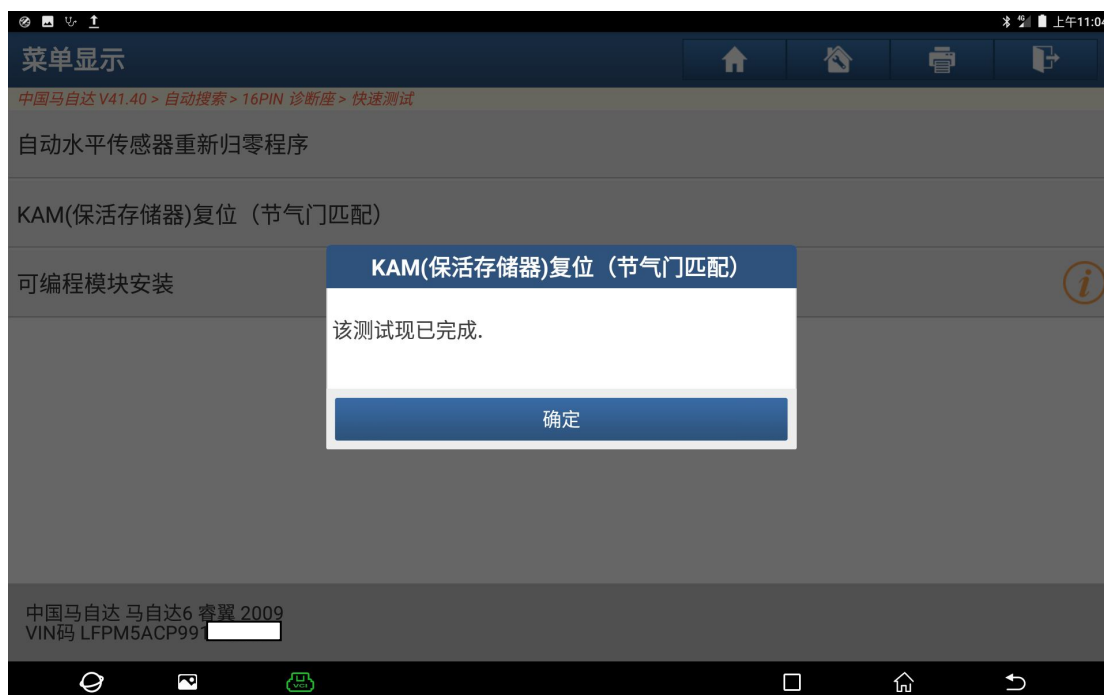 4G
上午11:04
菜单显示
中国马自达 V41.40 > 自动搜索 > 16PIN 诊断座 > 快速测试
自动水平传感器重新归零程序
KAM(保活存储器)复位（节气门匹配）
可编程模块安装
i
KAM(保活存储器)复位（节气门匹配）
该测试现已完成.
确定
中国马自达 马自达6 睿翼 2009
VIN码 LFPM5ACP991
VCI